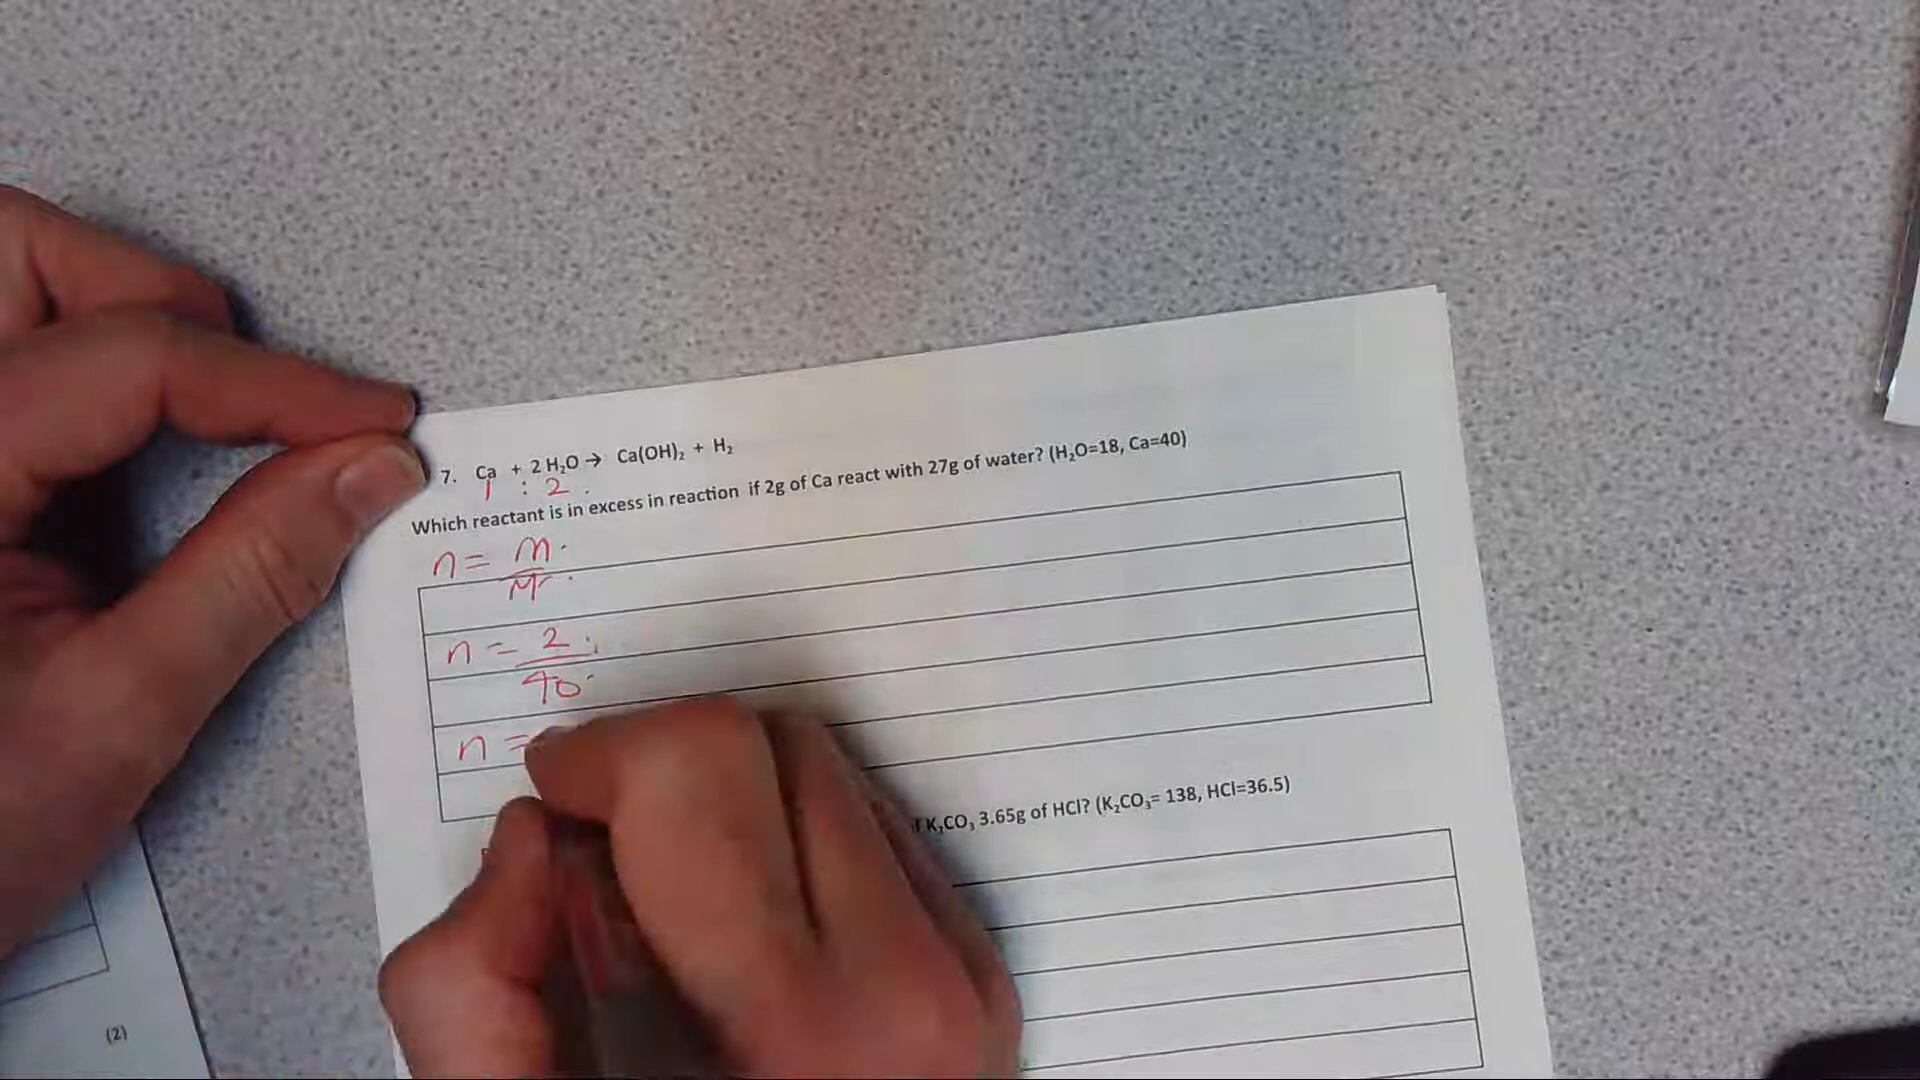 7. Ca + 2 H₂O → Ca(OH)₂ + H₂
1 : 2
Which reactant is in excess in reaction if 2g of Ca react with 27g of water? (H₂O=18, Ca=40)
n = m
Mr
n = 2
40
n =
K₂CO₃ 3.65g of HCl? (K₂CO₃= 138, HCl=36.5)
(2)